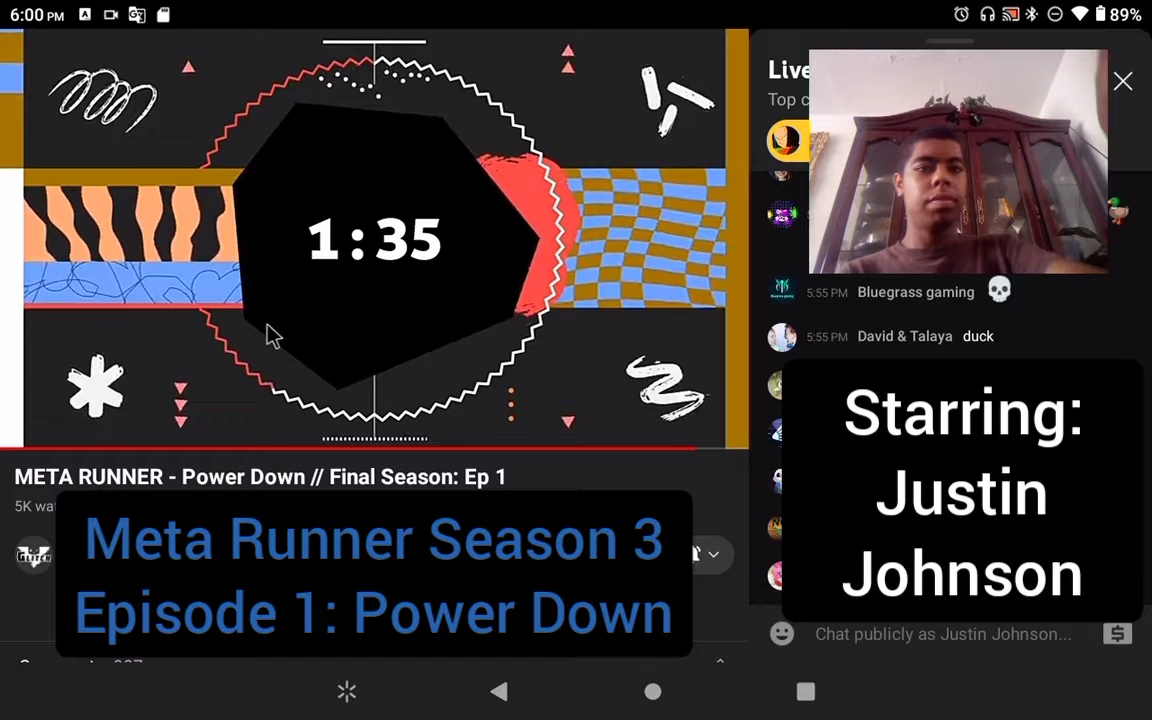 6:00 PM
89%
Live
Top c
1:35
5:55 PM Bluegrass gaming 💀
5:55 PM David & Talaya duck
META RUNNER - Power Down // Final Season: Ep 1
5K wa
GLITCH
Meta Runner Season 3
Episode 1: Power Down
Starring:
Justin
Johnson
Chat publicly as Justin Johnson...